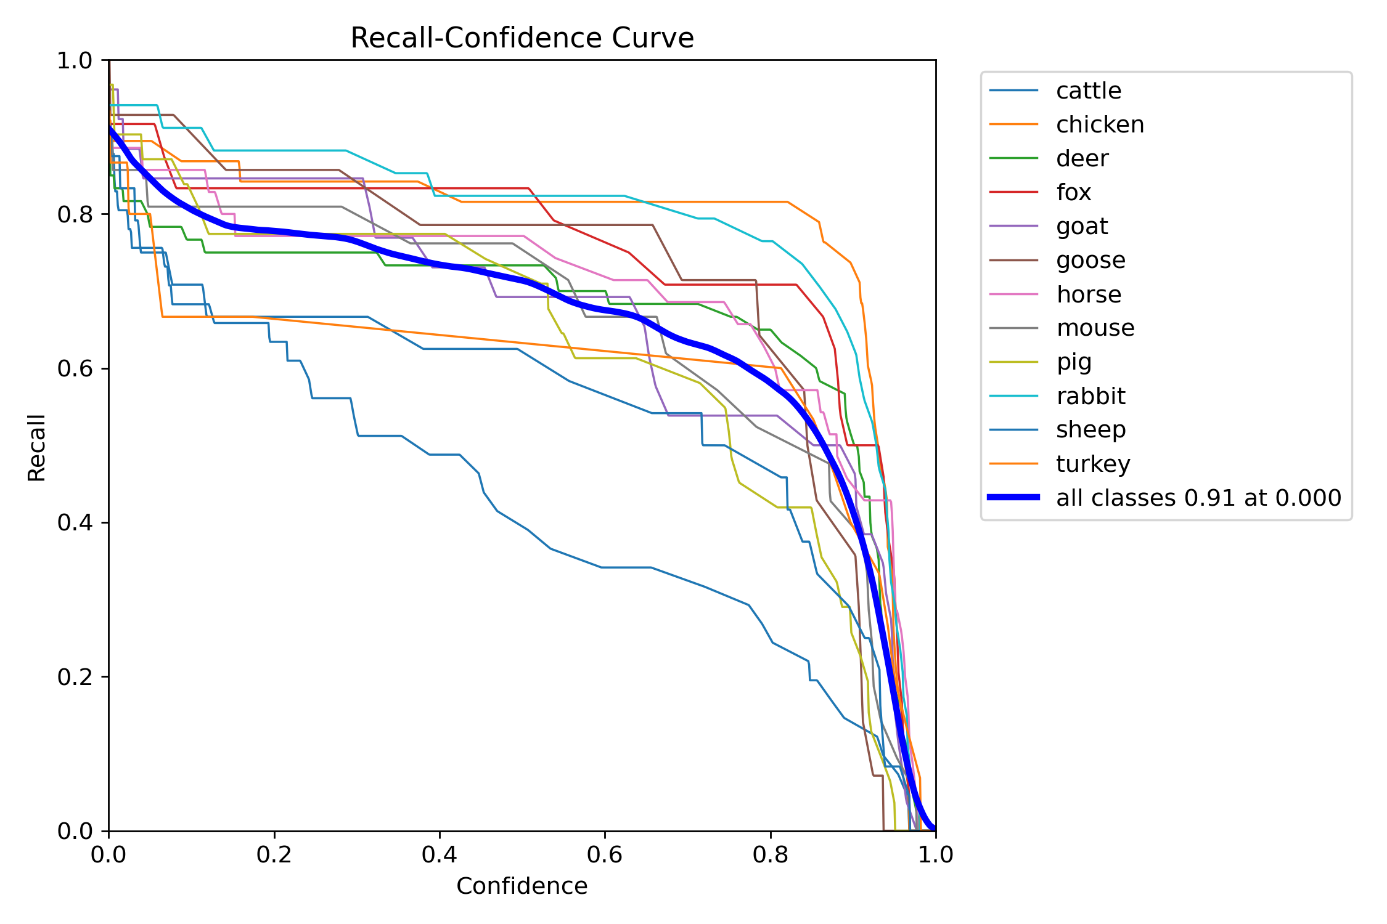 Recall-Confidence Curve
1.0
0.8
0.6
0.4
0.2
0.0
Recall
0.0 0.2 0.4 0.6 0.8 1.0
Confidence
cattle
chicken
deer
fox
goat
goose
horse
mouse
pig
rabbit
sheep
turkey
all classes 0.91 at 0.000